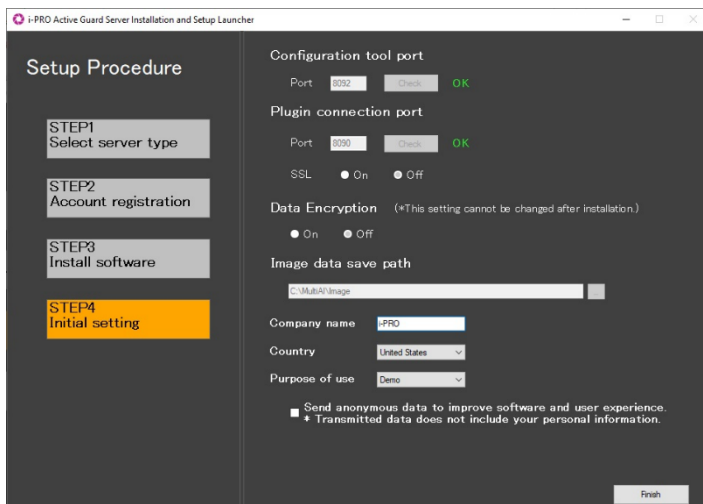 i-PRO Active Guard Server Installation and Setup Launcher
Setup Procedure
STEP1
Select server type
STEP2
Account registration
STEP3
Install software
STEP4
Initial setting
Configuration tool port
Port 8092 Check OK
Plugin connection port
Port 8090 Check OK
SSL On Off
Data Encryption (*This setting cannot be changed after installation.)
On Off
Image data save path
C:\MultiAI\Image ...
Company name i-PRO
Country United States
Purpose of use Demo
Send anonymous data to improve software and user experience.
* Transmitted data does not include your personal information.
Finish